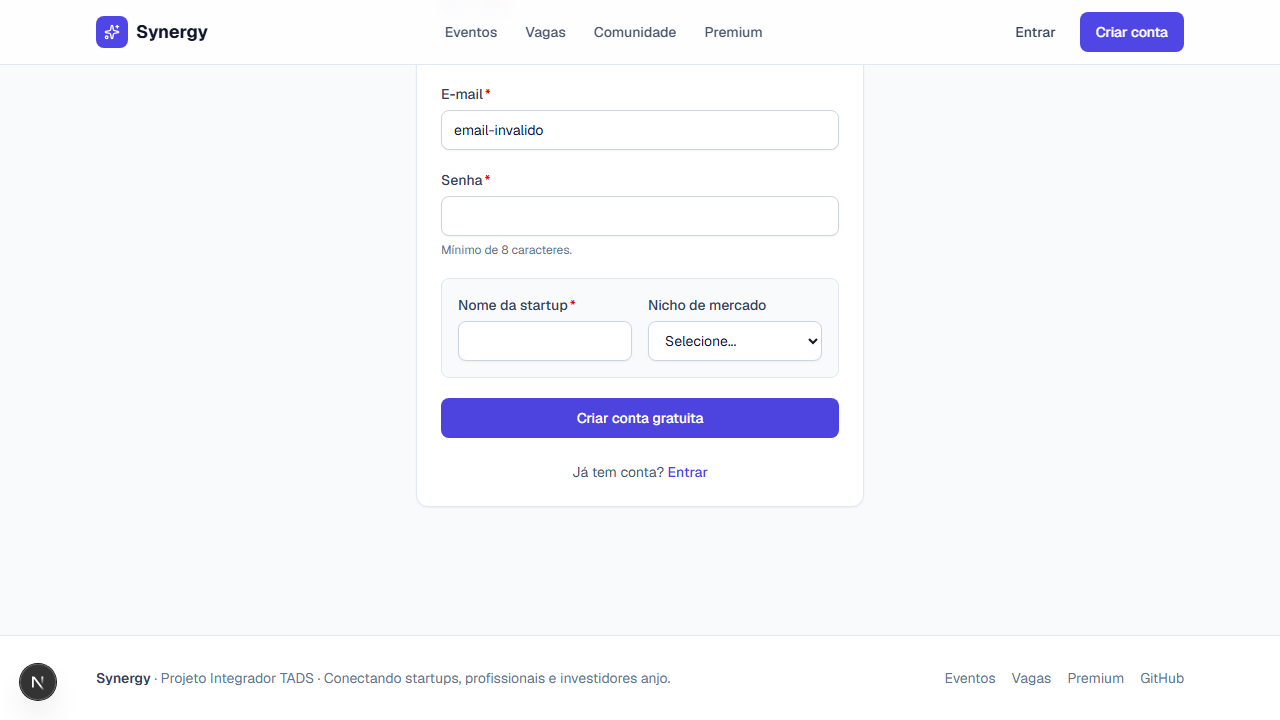 Synergy
Eventos Vagas Comunidade Premium
Entrar Criar conta
E-mail*
email-invalido
Senha*
Mínimo de 8 caracteres.
Nome da startup* Nicho de mercado
Selecione...
Criar conta gratuita
Já tem conta? Entrar
Synergy · Projeto Integrador TADS · Conectando startups, profissionais e investidores anjo.
Eventos Vagas Premium GitHub
N